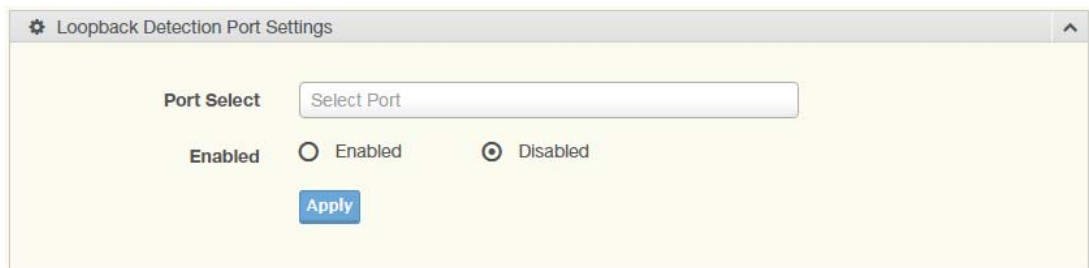 Loopback Detection Port Settings
Port Select Select Port
Enabled Enabled Disabled
Apply